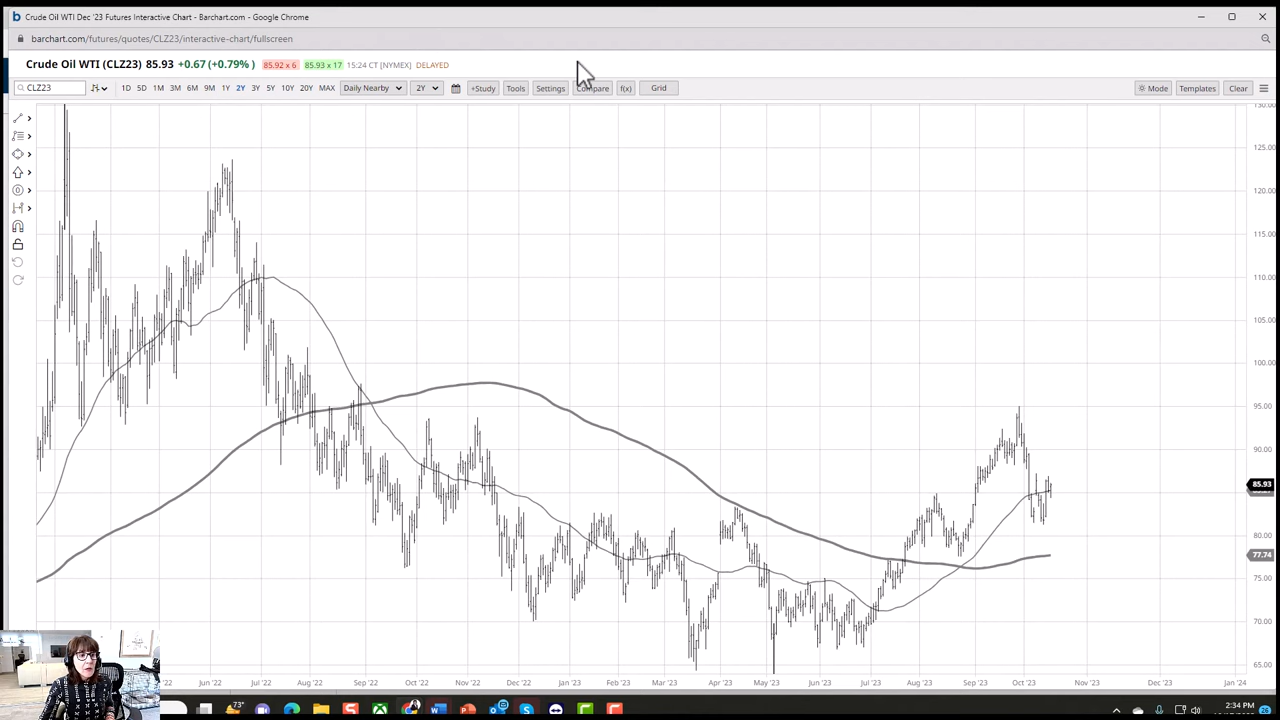 Crude Oil WTI Dec '23 Futures Interactive Chart - Barchart.com - Google Chrome
barchart.com/futures/quotes/CLZ23/interactive-chart/fullscreen
Crude Oil WTI (CLZ23) 85.93 +0.67 (+0.79%) 85.92 x 6 85.93 x 17 15:24 CT [NYMEX] DELAYED
CLZ23 1D 5D 1M 3M 6M 9M 1Y 2Y 3Y 5Y 10Y 20Y MAX Daily Nearby 2Y +Study Tools Settings Compare f(x) Grid Mode Templates Clear
130.00
125.00
120.00
115.00
110.00
105.00
100.00
95.00
90.00
85.93
80.00
77.74
75.00
70.00
65.00
'22 Jun '22 Jul '22 Aug '22 Sep '22 Oct '22 Nov '22 Dec '22 Jan '23 Feb '23 Mar '23 Apr '23 May '23 Jun '23 Jul '23 Aug '23 Sep '23 Oct '23 Nov '23 Dec '23 Jan '24
73° 2:34 PM
26